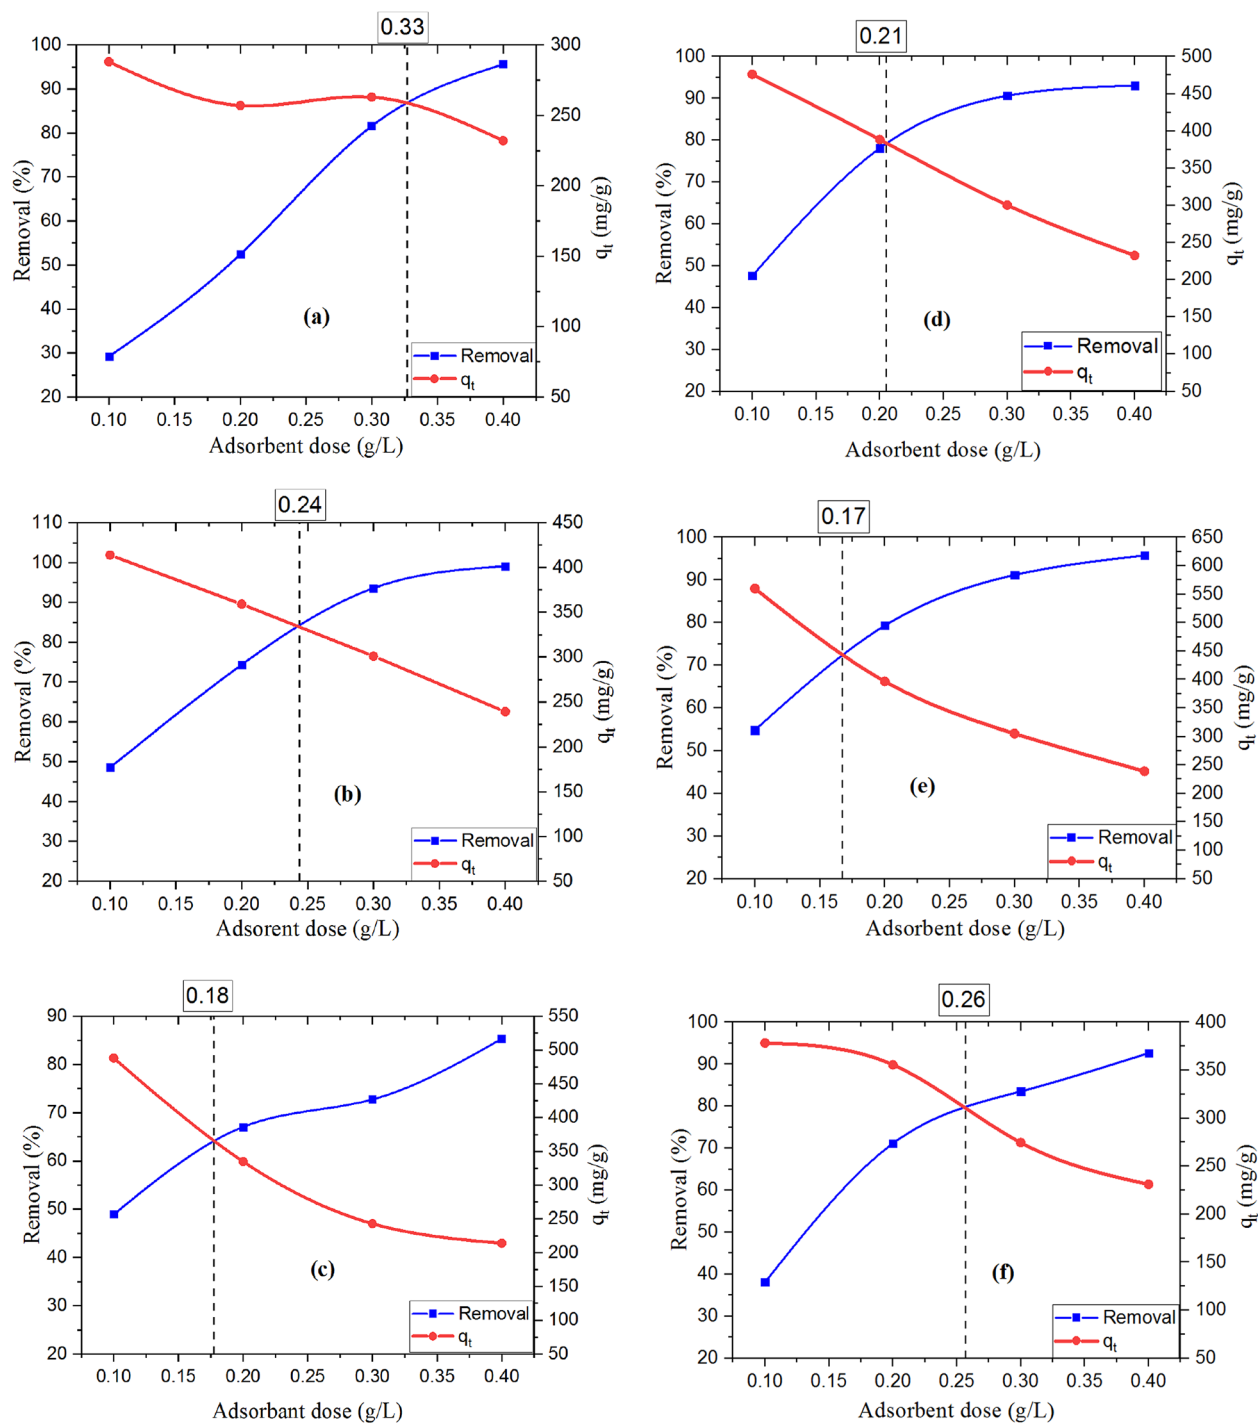 0.33
100
90
80
70
60
50
40
30
20
300
250
200
150
100
50
Removal (%)
qt (mg/g)
(a)
Removal
qt
0.10 0.15 0.20 0.25 0.30 0.35 0.40
Adsorbent dose (g/L)
0.21
100
90
80
70
60
50
40
30
20
500
450
400
350
300
250
200
150
100
50
Removal (%)
qt (mg/g)
(d)
Removal
qt
0.10 0.15 0.20 0.25 0.30 0.35 0.40
Adsorbent dose (g/L)
0.24
110
100
90
80
70
60
50
40
30
20
450
400
350
300
250
200
150
100
50
Removal (%)
qt (mg/g)
(b)
Removal
qt
0.10 0.15 0.20 0.25 0.30 0.35 0.40
Adsorent dose (g/L)
0.17
100
90
80
70
60
50
40
30
20
650
600
550
500
450
400
350
300
250
200
150
100
50
Removal (%)
qt (mg/g)
(e)
Removal
qt
0.10 0.15 0.20 0.25 0.30 0.35 0.40
Adsorbent dose (g/L)
0.18
90
80
70
60
50
40
30
20
550
500
450
400
350
300
250
200
150
100
50
Removal (%)
qt (mg/g)
(c)
Removal
qt
0.10 0.15 0.20 0.25 0.30 0.35 0.40
Adsorbant dose (g/L)
0.26
100
90
80
70
60
50
40
30
20
400
350
300
250
200
150
100
50
Removal (%)
qt (mg/g)
(f)
Removal
qt
0.10 0.15 0.20 0.25 0.30 0.35 0.40
Adsorbent dose (g/L)